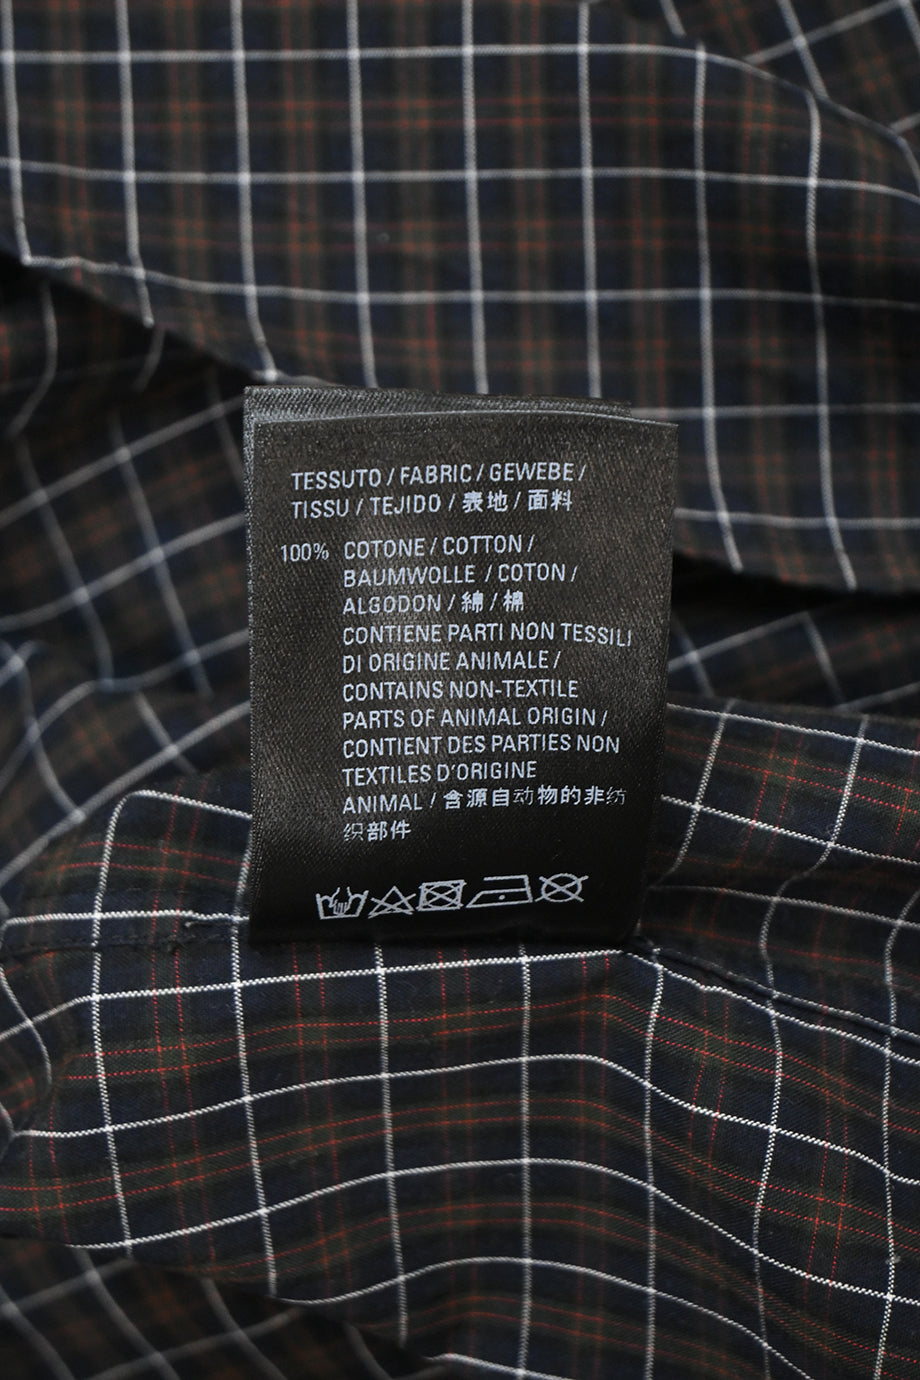 TESSUTO / FABRIC / GEWEBE /
TISSU / TEJIDO / 表地 / 面料
100% COTONE / COTTON /
BAUMWOLLE / COTON /
ALGODON / 綿 / 棉
CONTIENE PARTI NON TESSILI
DI ORIGINE ANIMALE /
CONTAINS NON-TEXTILE
PARTS OF ANIMAL ORIGIN /
CONTIENT DES PARTIES NON
TEXTILES D'ORIGINE
ANIMAL / 含源自动物的非纺
织部件